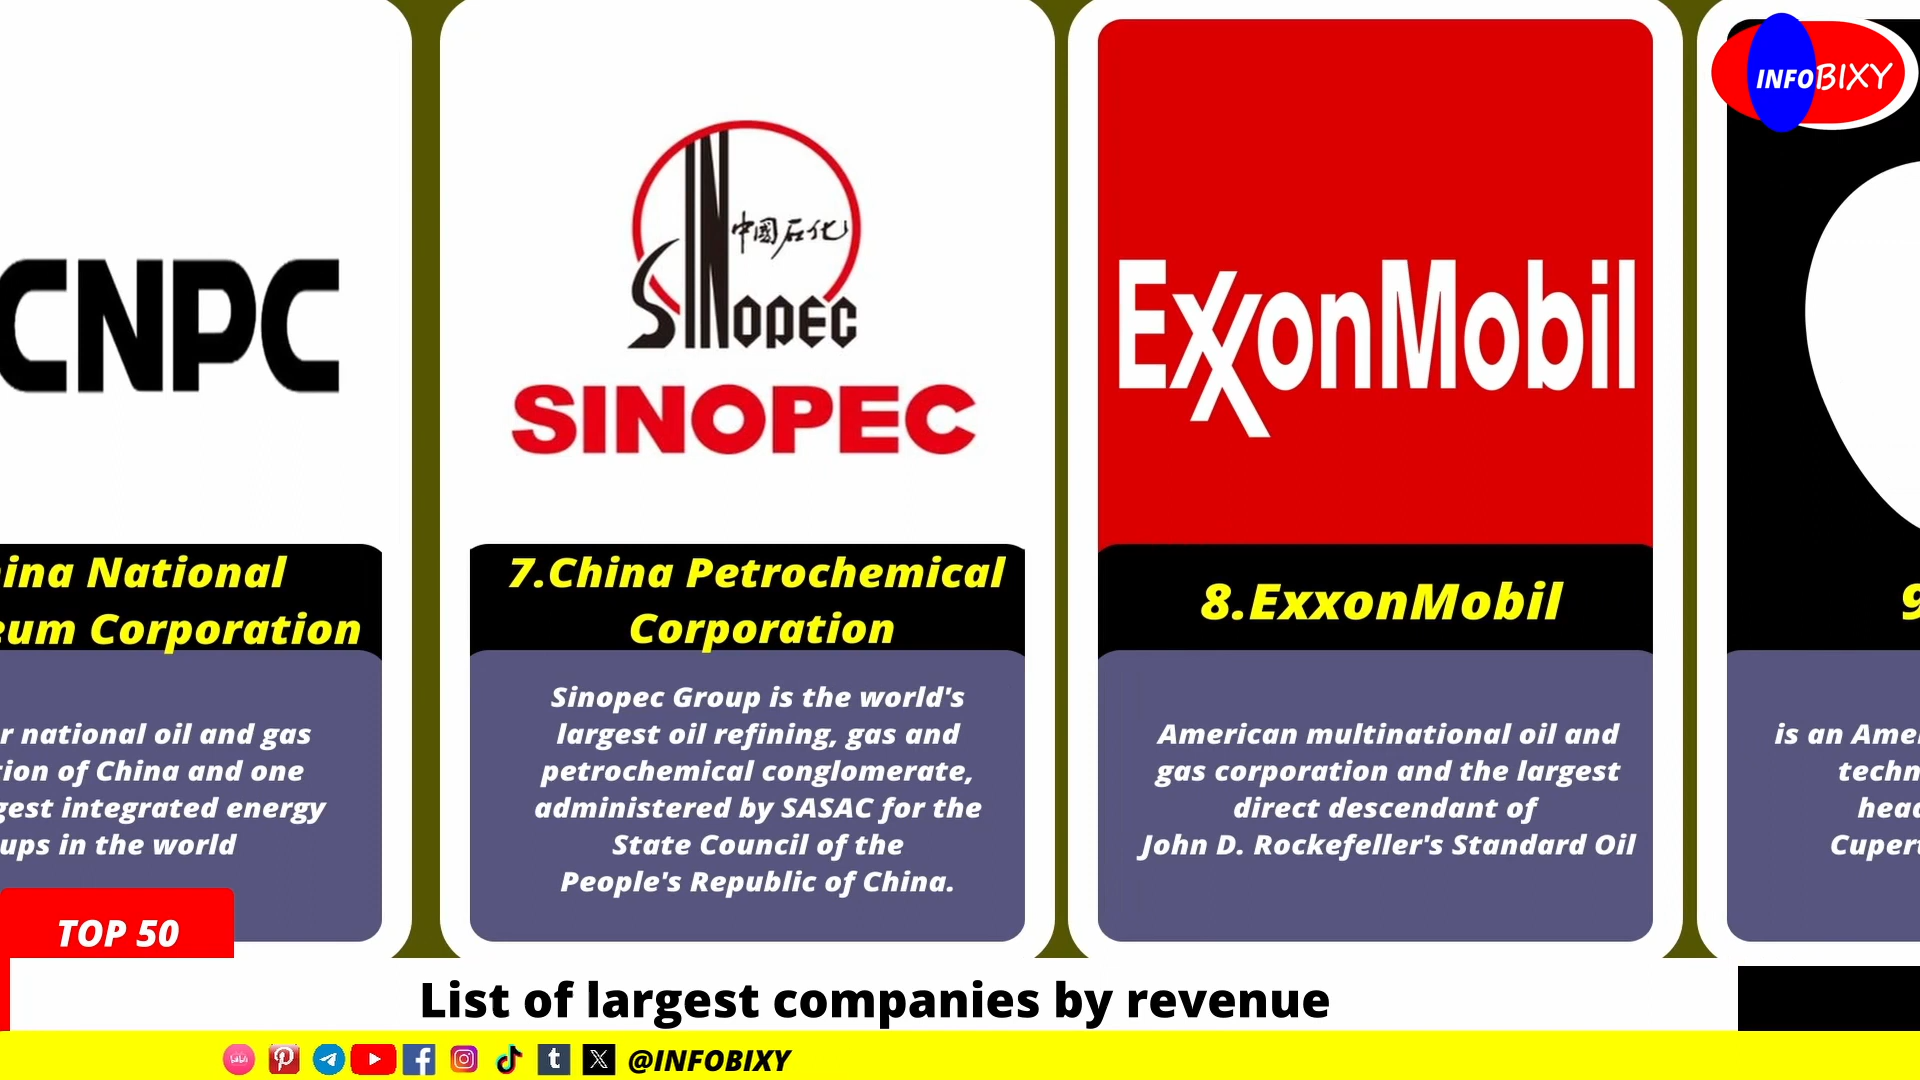 INFOBIXY
CNPC
ina National
eum Corporation
r national oil and gas
tion of China and one
gest integrated energy
ups in the world
中國石化
SINOPEC
SINOPEC
7.China Petrochemical
Corporation
Sinopec Group is the world's
largest oil refining, gas and
petrochemical conglomerate,
administered by SASAC for the
State Council of the
People's Republic of China.
ExxonMobil
8.ExxonMobil
American multinational oil and
gas corporation and the largest
direct descendant of
John D. Rockefeller's Standard Oil
9
is an Ame
techn
head
Cuper
TOP 50
List of largest companies by revenue
@INFOBIXY